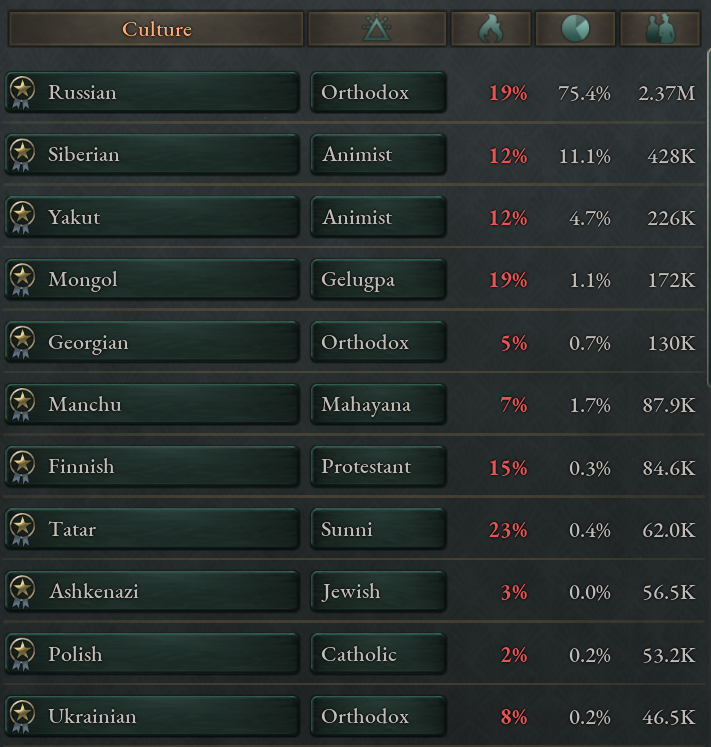 Culture
Russian Orthodox 19% 75.4% 2.37M
Siberian Animist 12% 11.1% 428K
Yakut Animist 12% 4.7% 226K
Mongol Gelugpa 19% 1.1% 172K
Georgian Orthodox 5% 0.7% 130K
Manchu Mahayana 7% 1.7% 87.9K
Finnish Protestant 15% 0.3% 84.6K
Tatar Sunni 23% 0.4% 62.0K
Ashkenazi Jewish 3% 0.0% 56.5K
Polish Catholic 2% 0.2% 53.2K
Ukrainian Orthodox 8% 0.2% 46.5K